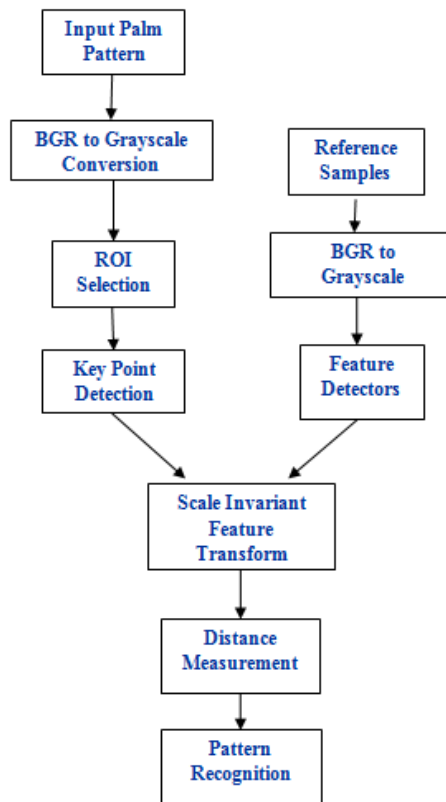 Input Palm
Pattern
BGR to Grayscale
Conversion
ROI
Selection
Key Point
Detection
Reference
Samples
BGR to
Grayscale
Feature
Detectors
Scale Invariant
Feature
Transform
Distance
Measurement
Pattern
Recognition